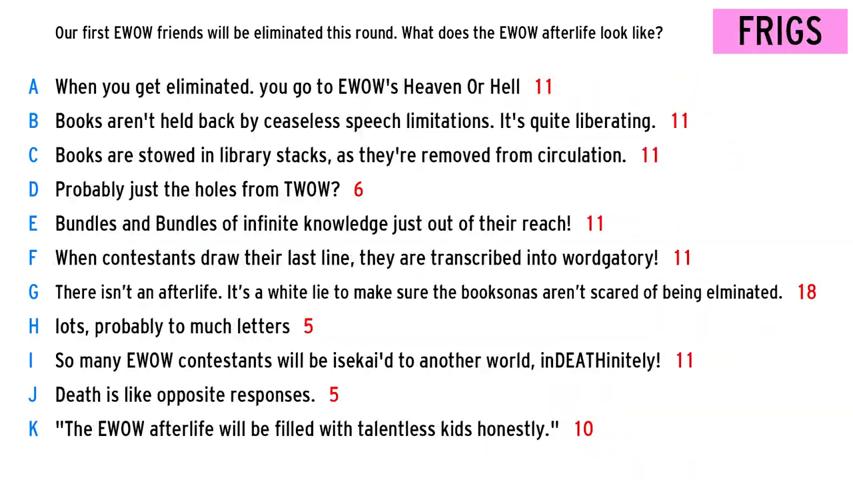 Our first EWOW friends will be eliminated this round. What does the EWOW afterlife look like?
FRIGS
A When you get eliminated. you go to EWOW's Heaven Or Hell 11
B Books aren't held back by ceaseless speech limitations. It's quite liberating. 11
C Books are stowed in library stacks, as they're removed from circulation. 11
D Probably just the holes from TWOW? 6
E Bundles and Bundles of infinite knowledge just out of their reach! 11
F When contestants draw their last line, they are transcribed into wordgatory! 11
G There isn't an afterlife. It's a white lie to make sure the booksonas aren't scared of being elminated. 18
H lots, probably to much letters 5
I So many EWOW contestants will be isekai'd to another world, inDEATHinitely! 11
J Death is like opposite responses. 5
K "The EWOW afterlife will be filled with talentless kids honestly." 10